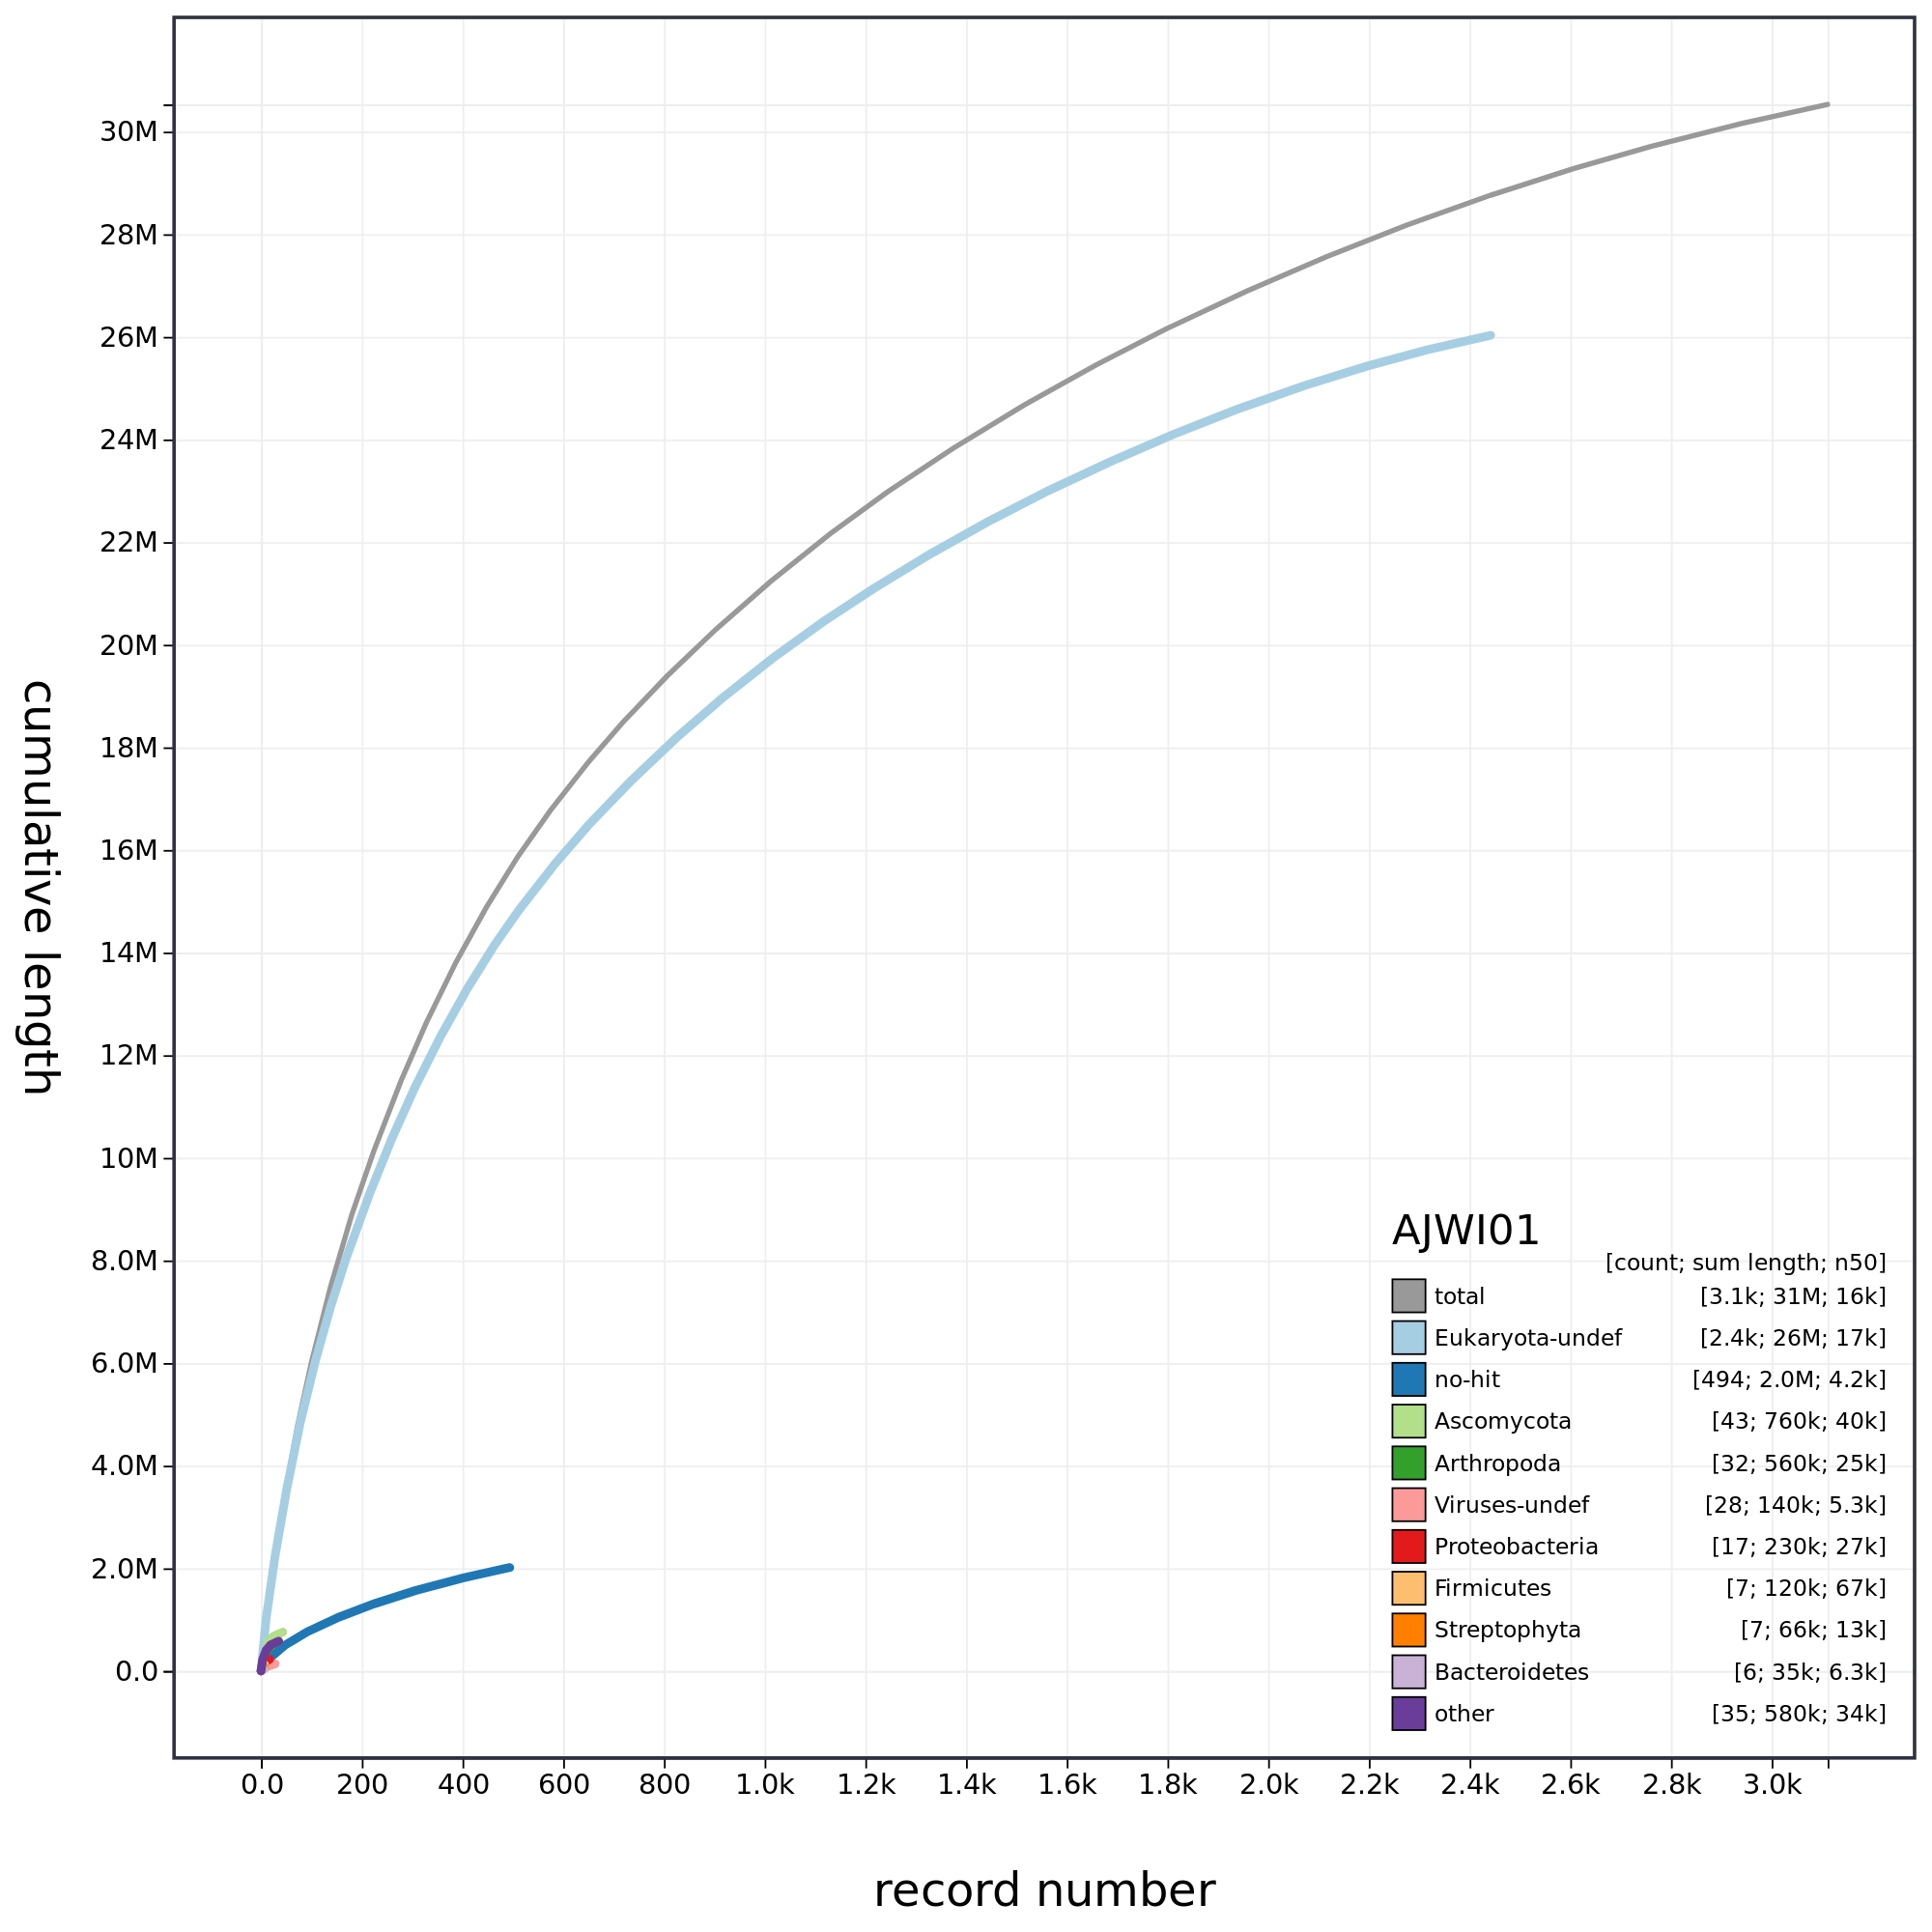 cumulative length
30M
28M
26M
24M
22M
20M
18M
16M
14M
12M
10M
8.0M
6.0M
4.0M
2.0M
0.0
AJWI01
[count; sum length; n50]
total [3.1k; 31M; 16k]
Eukaryota-undef [2.4k; 26M; 17k]
no-hit [494; 2.0M; 4.2k]
Ascomycota [43; 760k; 40k]
Arthropoda [32; 560k; 25k]
Viruses-undef [28; 140k; 5.3k]
Proteobacteria [17; 230k; 27k]
Firmicutes [7; 120k; 67k]
Streptophyta [7; 66k; 13k]
Bacteroidetes [6; 35k; 6.3k]
other [35; 580k; 34k]
0.0 200 400 600 800 1.0k 1.2k 1.4k 1.6k 1.8k 2.0k 2.2k 2.4k 2.6k 2.8k 3.0k
record number